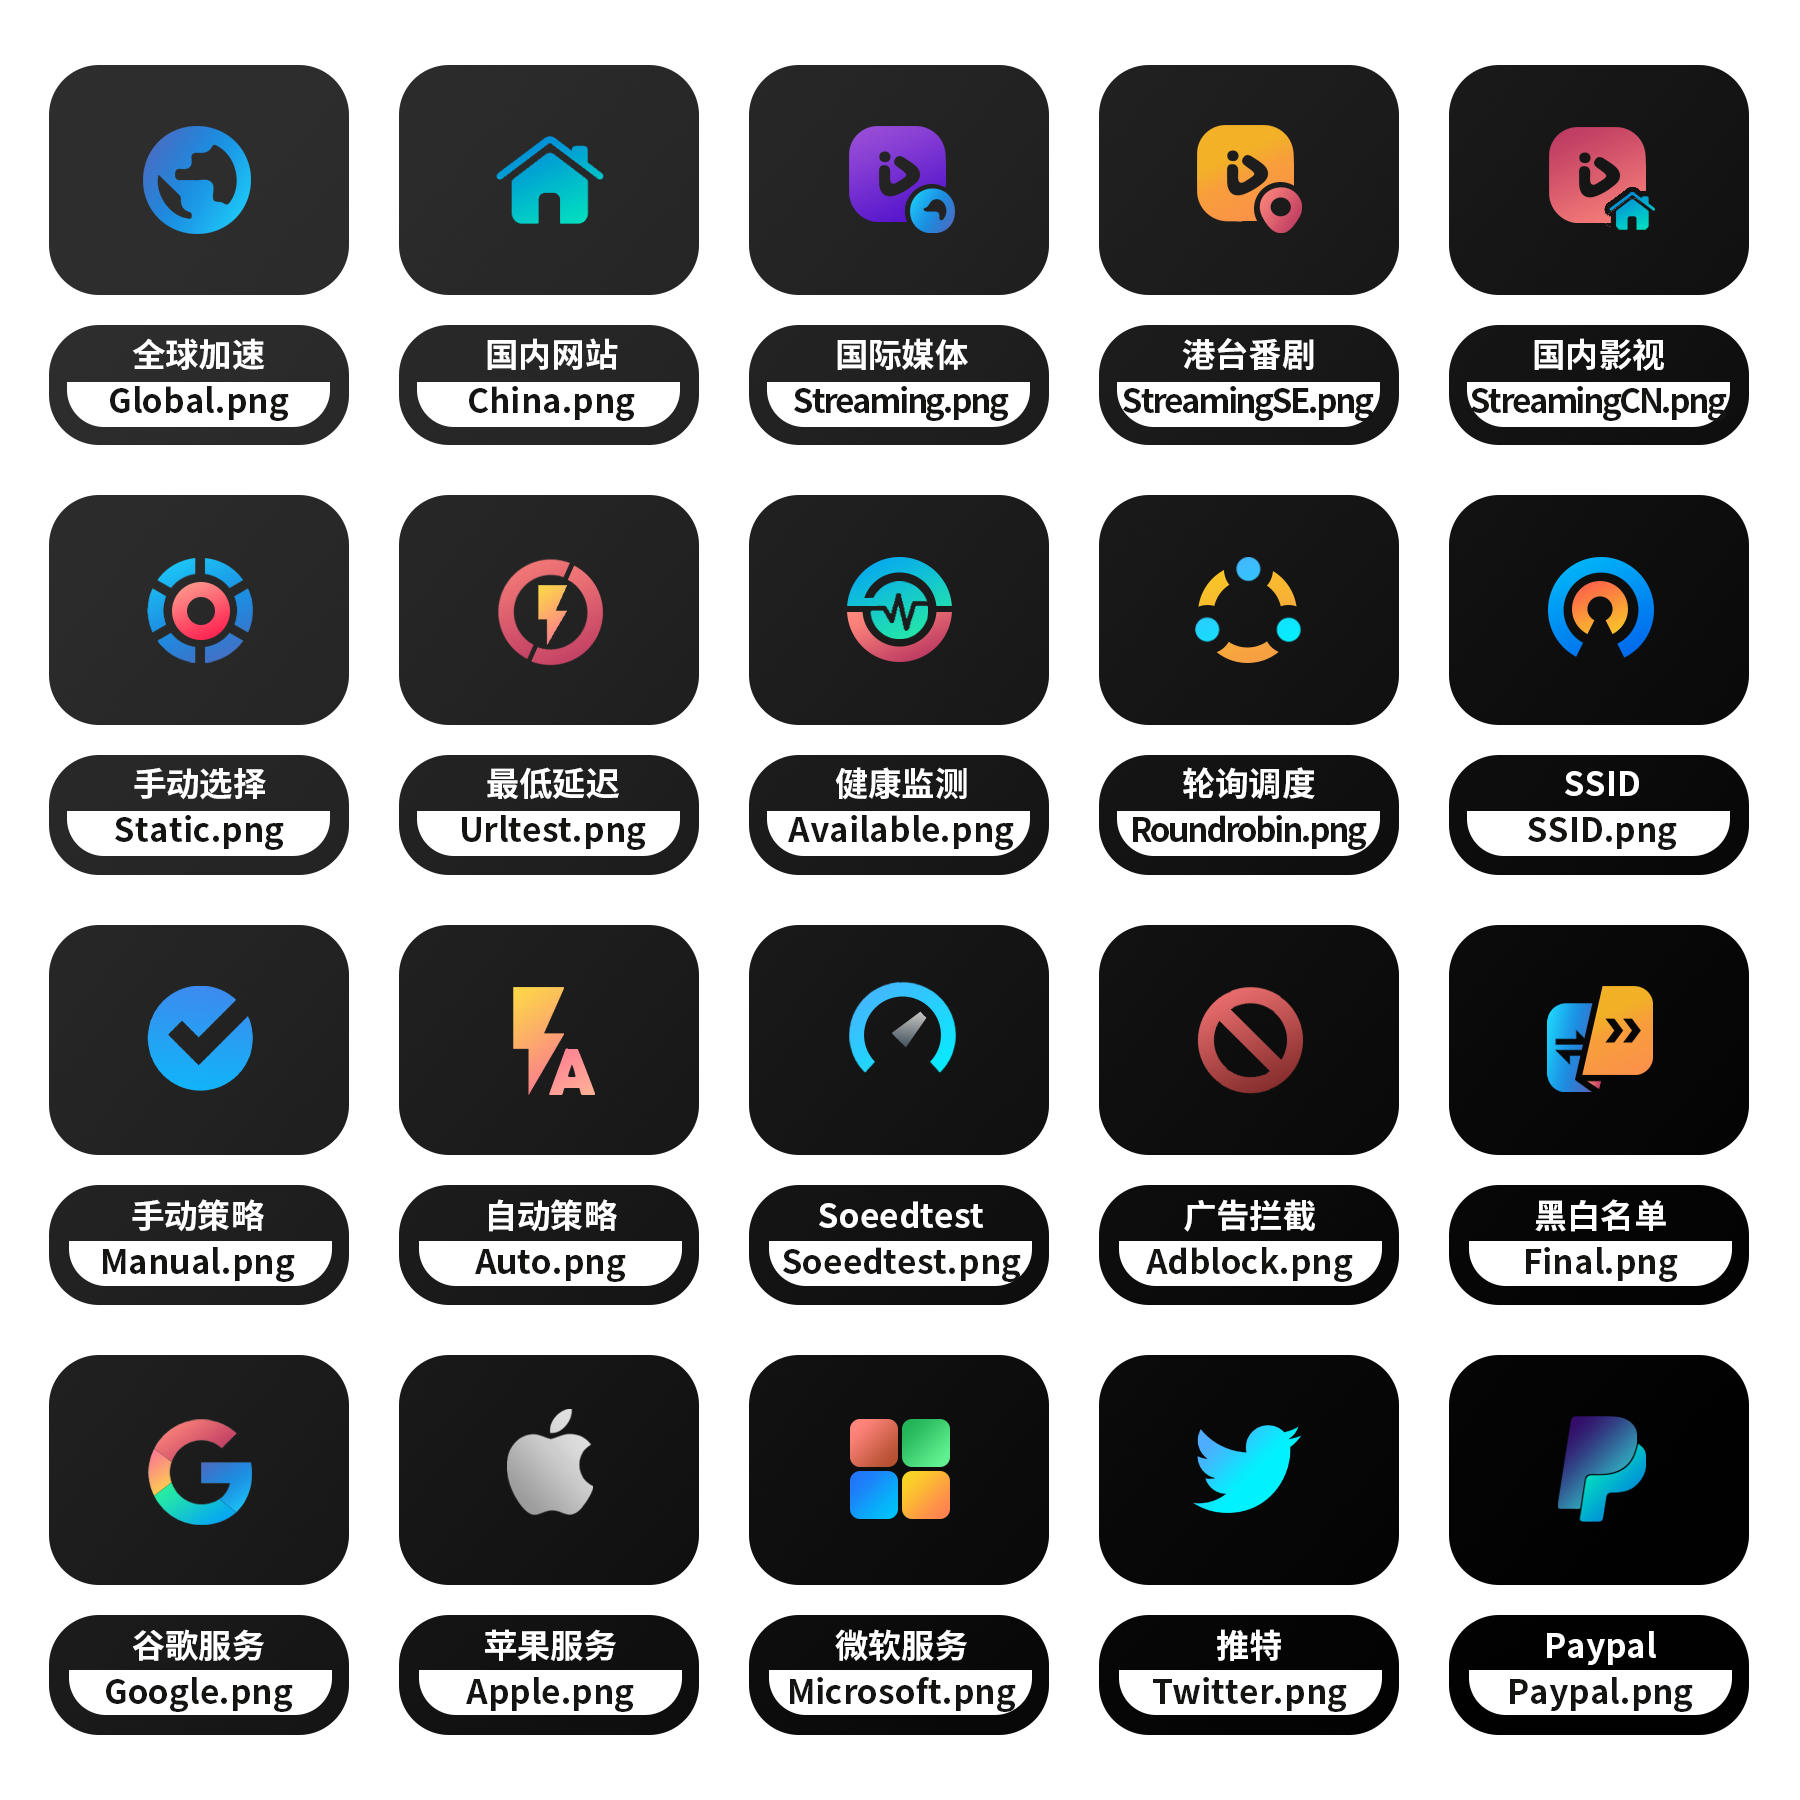 全球加速
Global.png
国内网站
China.png
国际媒体
Streaming.png
港台番剧
StreamingSE.png
国内影视
StreamingCN.png
手动选择
Static.png
最低延迟
Urltest.png
健康监测
Available.png
轮询调度
Roundrobin.png
SSID
SSID.png
手动策略
Manual.png
自动策略
Auto.png
Soeedtest
Soeedtest.png
广告拦截
Adblock.png
黑白名单
Final.png
谷歌服务
Google.png
苹果服务
Apple.png
微软服务
Microsoft.png
推特
Twitter.png
Paypal
Paypal.png